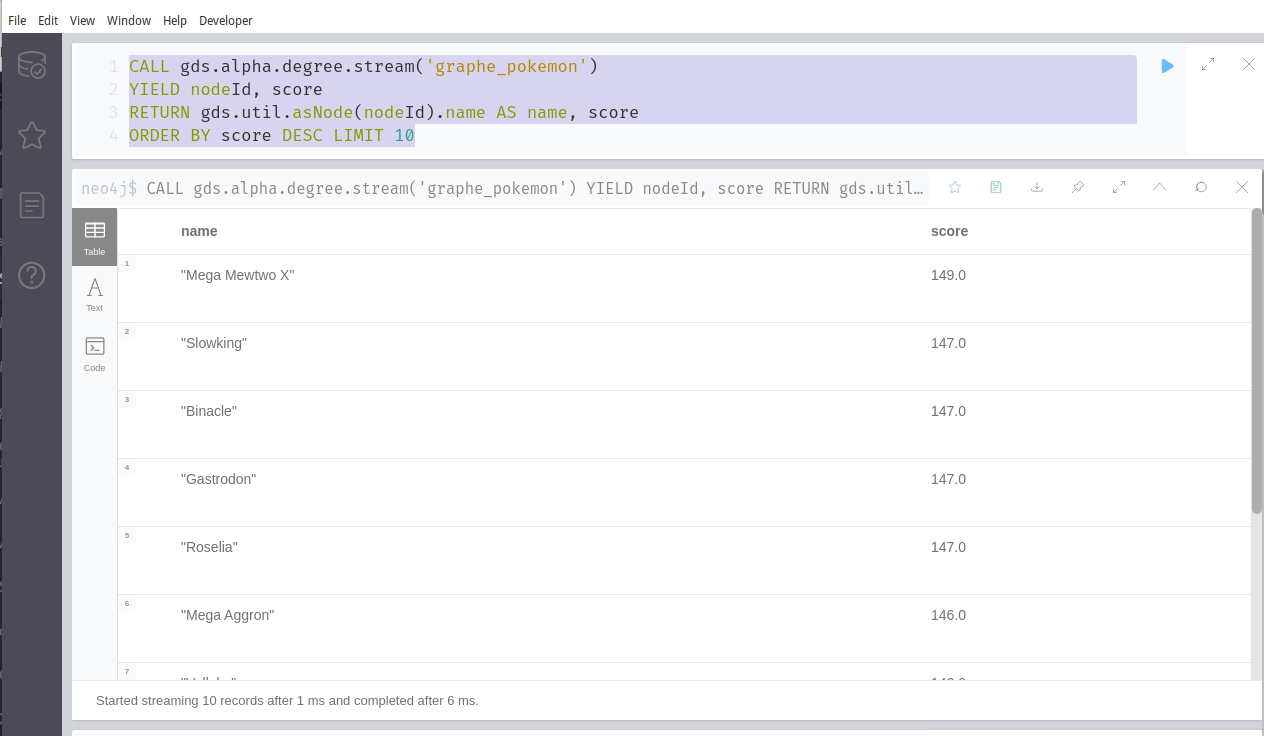 File Edit View Window Help Developer
1 CALL gds.alpha.degree.stream('graphe_pokemon')
2 YIELD nodeId, score
3 RETURN gds.util.asNode(nodeId).name AS name, score
4 ORDER BY score DESC LIMIT 10
neo4j$ CALL gds.alpha.degree.stream('graphe_pokemon') YIELD nodeId, score RETURN gds.util…
Table
Text
Code
name score
1 "Mega Mewtwo X" 149.0
2 "Slowking" 147.0
3 "Binacle" 147.0
4 "Gastrodon" 147.0
5 "Roselia" 147.0
6 "Mega Aggron" 146.0
7
Started streaming 10 records after 1 ms and completed after 6 ms.